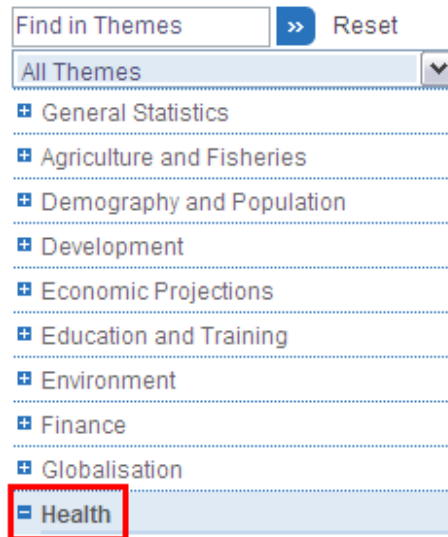 Find in Themes » Reset
All Themes
General Statistics
Agriculture and Fisheries
Demography and Population
Development
Economic Projections
Education and Training
Environment
Finance
Globalisation
Health